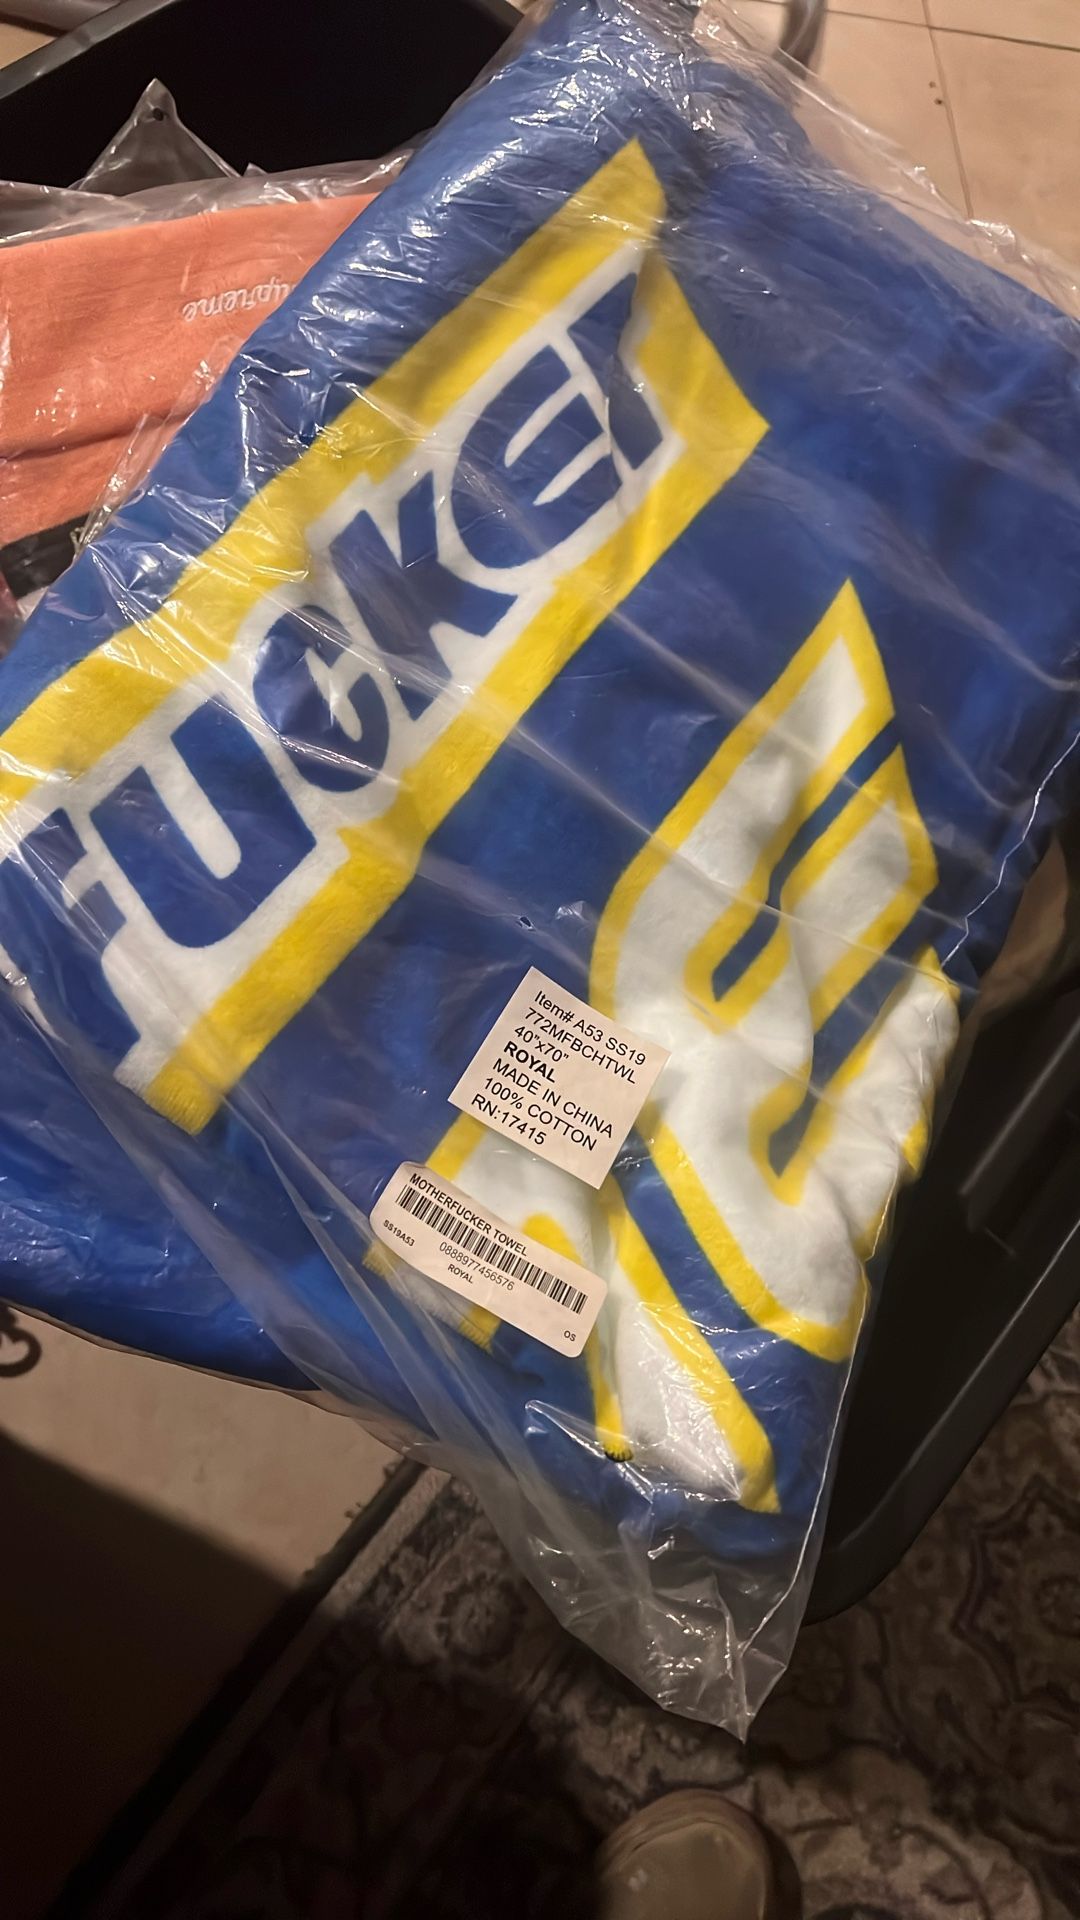 Supreme
FUCKER
Item# A53 SS19
772MFBCHTWL
40"x70"
ROYAL
MADE IN CHINA
100% COTTON
RN:17415
MOTHERFUCKER TOWEL
SS19A53
0888977456576
ROYAL
OS